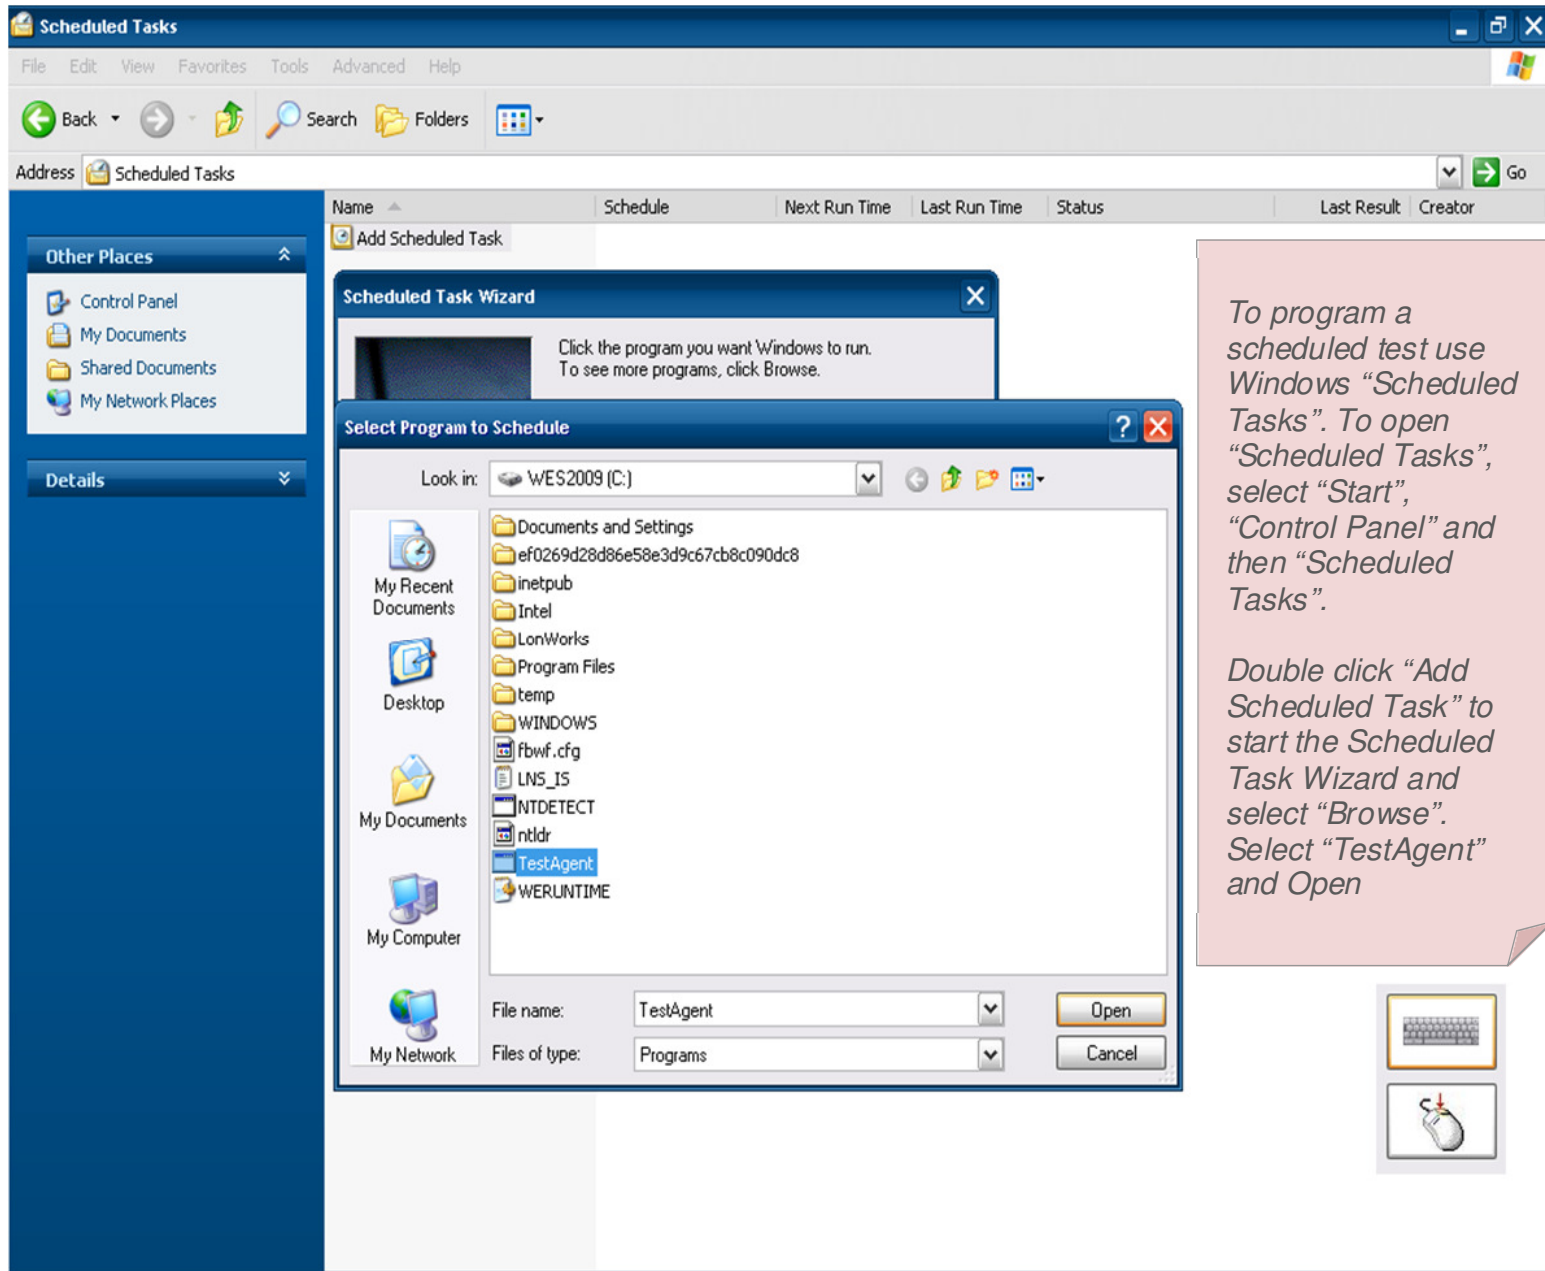 Scheduled Tasks
File Edit View Favorites Tools Advanced Help
Back Search Folders
Address Scheduled Tasks Go
Name Schedule Next Run Time Last Run Time Status Last Result Creator
Add Scheduled Task
Other Places
Control Panel
My Documents
Shared Documents
My Network Places
Details
Scheduled Task Wizard
Click the program you want Windows to run.
To see more programs, click Browse.
Select Program to Schedule
Look in: WES2009 (C:)
My Recent
Documents
Desktop
My Documents
My Computer
My Network
Documents and Settings
ef0269d28d86e58e3d9c67cb8c090dc8
inetpub
Intel
LonWorks
Program Files
temp
WINDOWS
fbwf.cfg
LNS_IS
NTDETECT
ntldr
TestAgent
WERUNTIME
File name: TestAgent Open
Files of type: Programs Cancel
To program a
scheduled test use
Windows “Scheduled
Tasks”. To open
“Scheduled Tasks”,
select “Start”,
“Control Panel” and
then “Scheduled
Tasks”.
Double click “Add
Scheduled Task” to
start the Scheduled
Task Wizard and
select “Browse”.
Select “TestAgent”
and Open